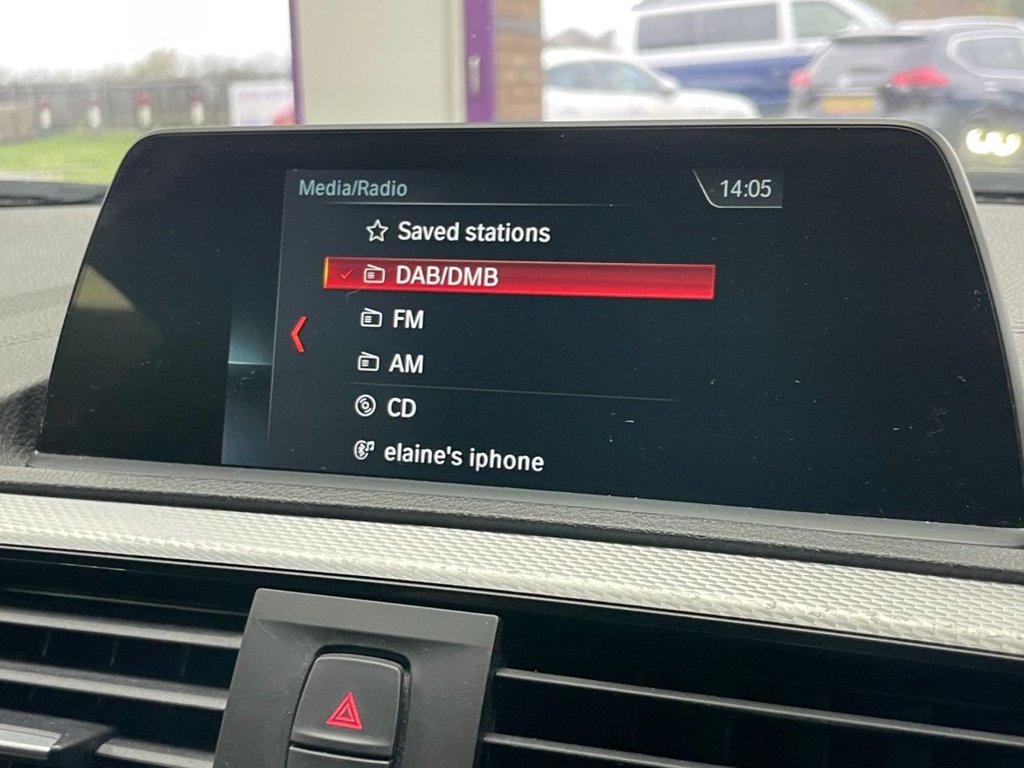 Media/Radio
14:05
Saved stations
DAB/DMB
FM
AM
CD
elaine's iphone